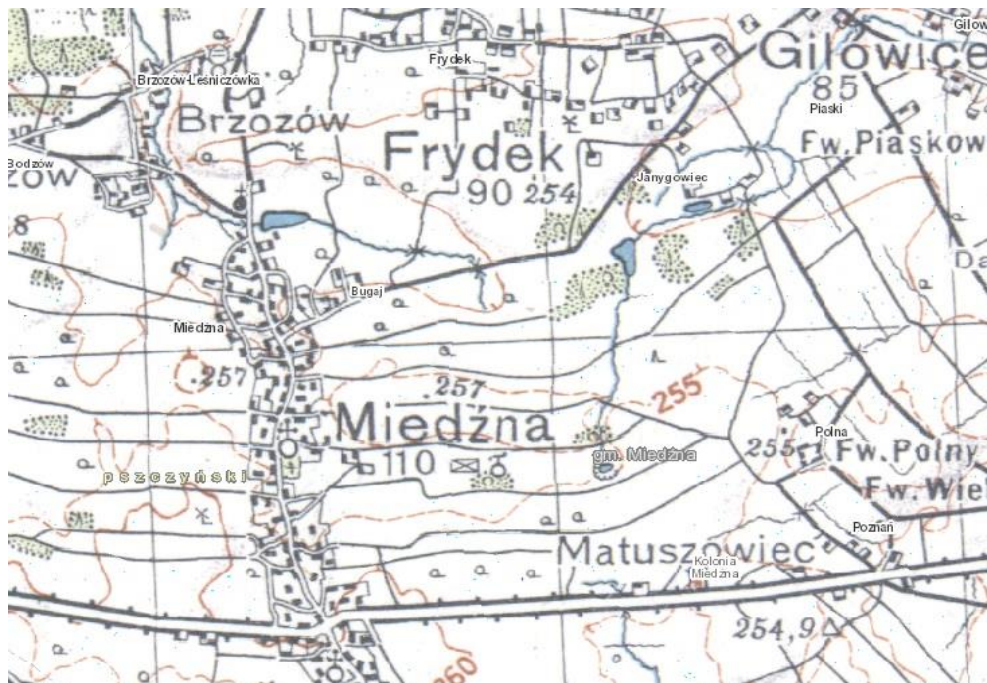 Gilow
Frydek
Gilowice
85
Brzozów-Leśniczówka
Piaski
Brzozów
Frydek
Fw. Piaskow
90 254
Bodzów
zów
Janygowiec
8
Da
Bugaj
Miedźna
.257
.257
255
Miedźna
110
Polna
255
Fw. Polny
gm. Miedźna
pszczyński
Fw. Wiel
Poznań
Matuszowiec
Kolonia
Miedźna
254,9
260